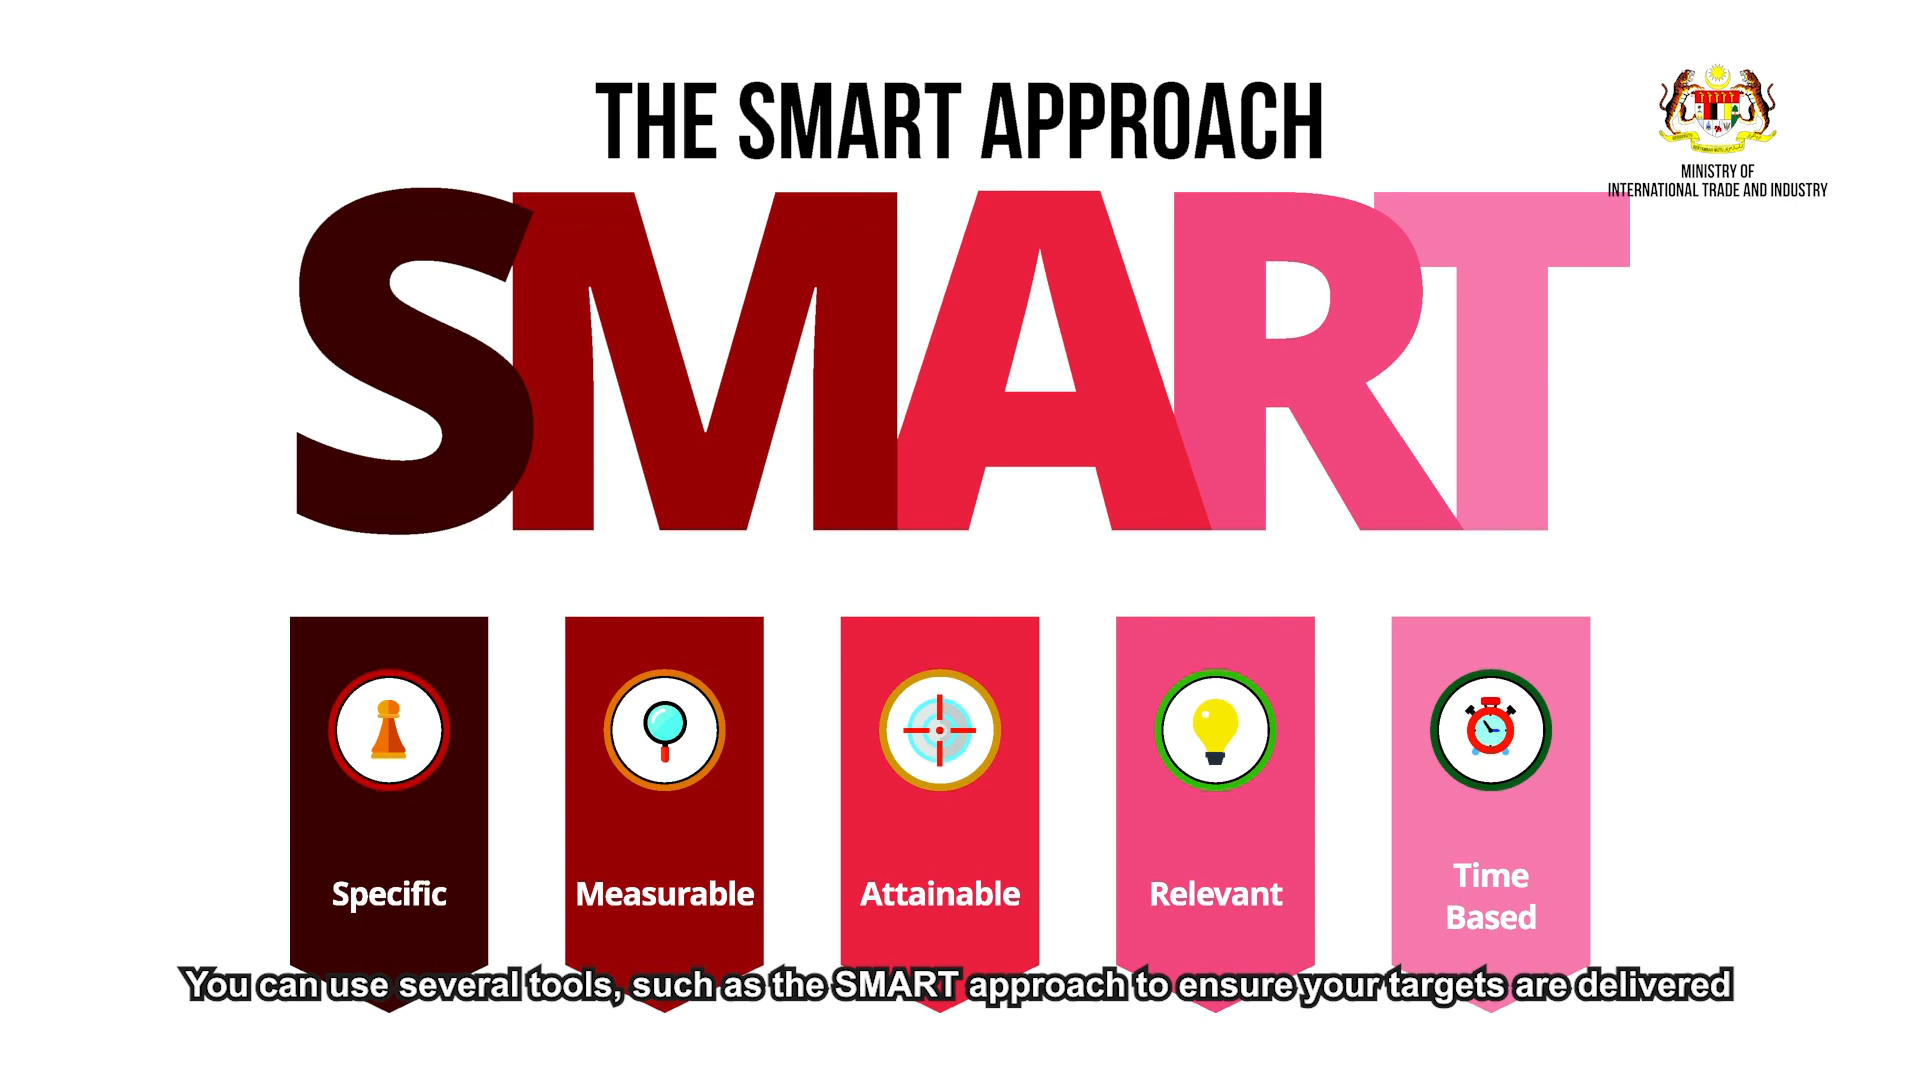 THE SMART APPROACH
MINISTRY OF
INTERNATIONAL TRADE AND INDUSTRY
SMART
Specific
Measurable
Attainable
Relevant
Time
Based
You can use several tools, such as the SMART approach to ensure your targets are delivered